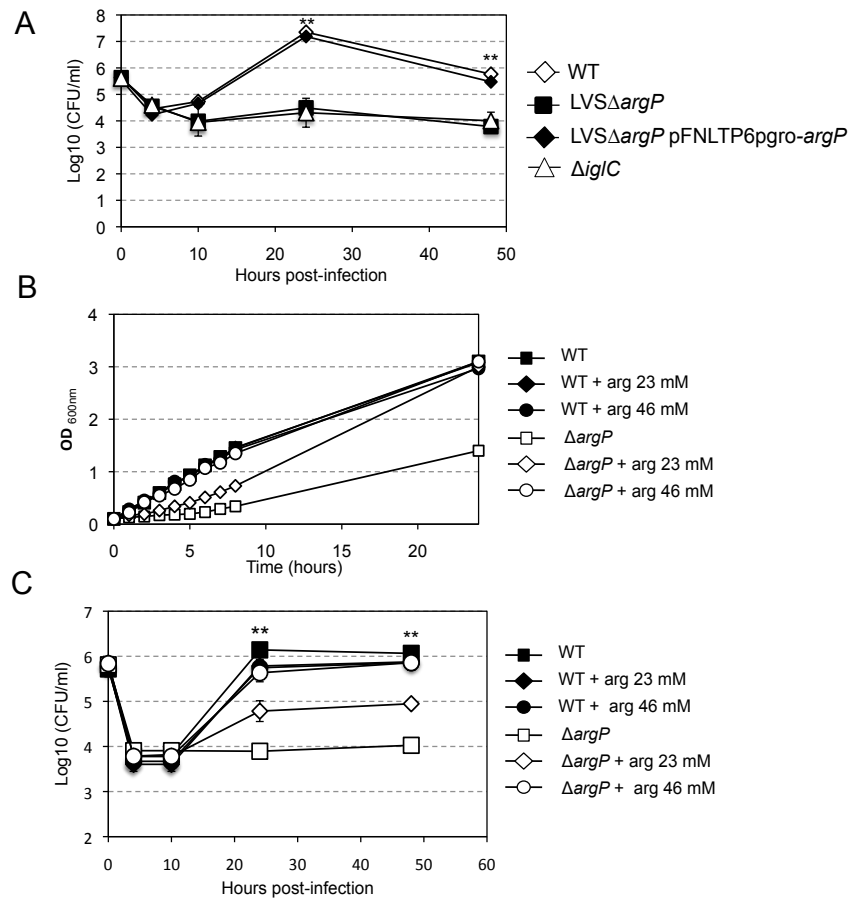 A
8
7
6
5
4
3
2
1
0
Log10 (CFU/ml)
**
**
0 10 20 30 40 50
Hours post-infection
WT
LVSΔargP
LVSΔargP pFNLTP6pgro-argP
ΔiglC
B
4
3
2
1
0
OD 600nm
0 5 10 15 20
Time (hours)
WT
WT + arg 23 mM
WT + arg 46 mM
ΔargP
ΔargP + arg 23 mM
ΔargP + arg 46 mM
C
7
6
5
4
3
2
Log10 (CFU/ml)
**
**
0 10 20 30 40 50 60
Hours post-infection
WT
WT + arg 23 mM
WT + arg 46 mM
ΔargP
ΔargP + arg 23 mM
ΔargP + arg 46 mM